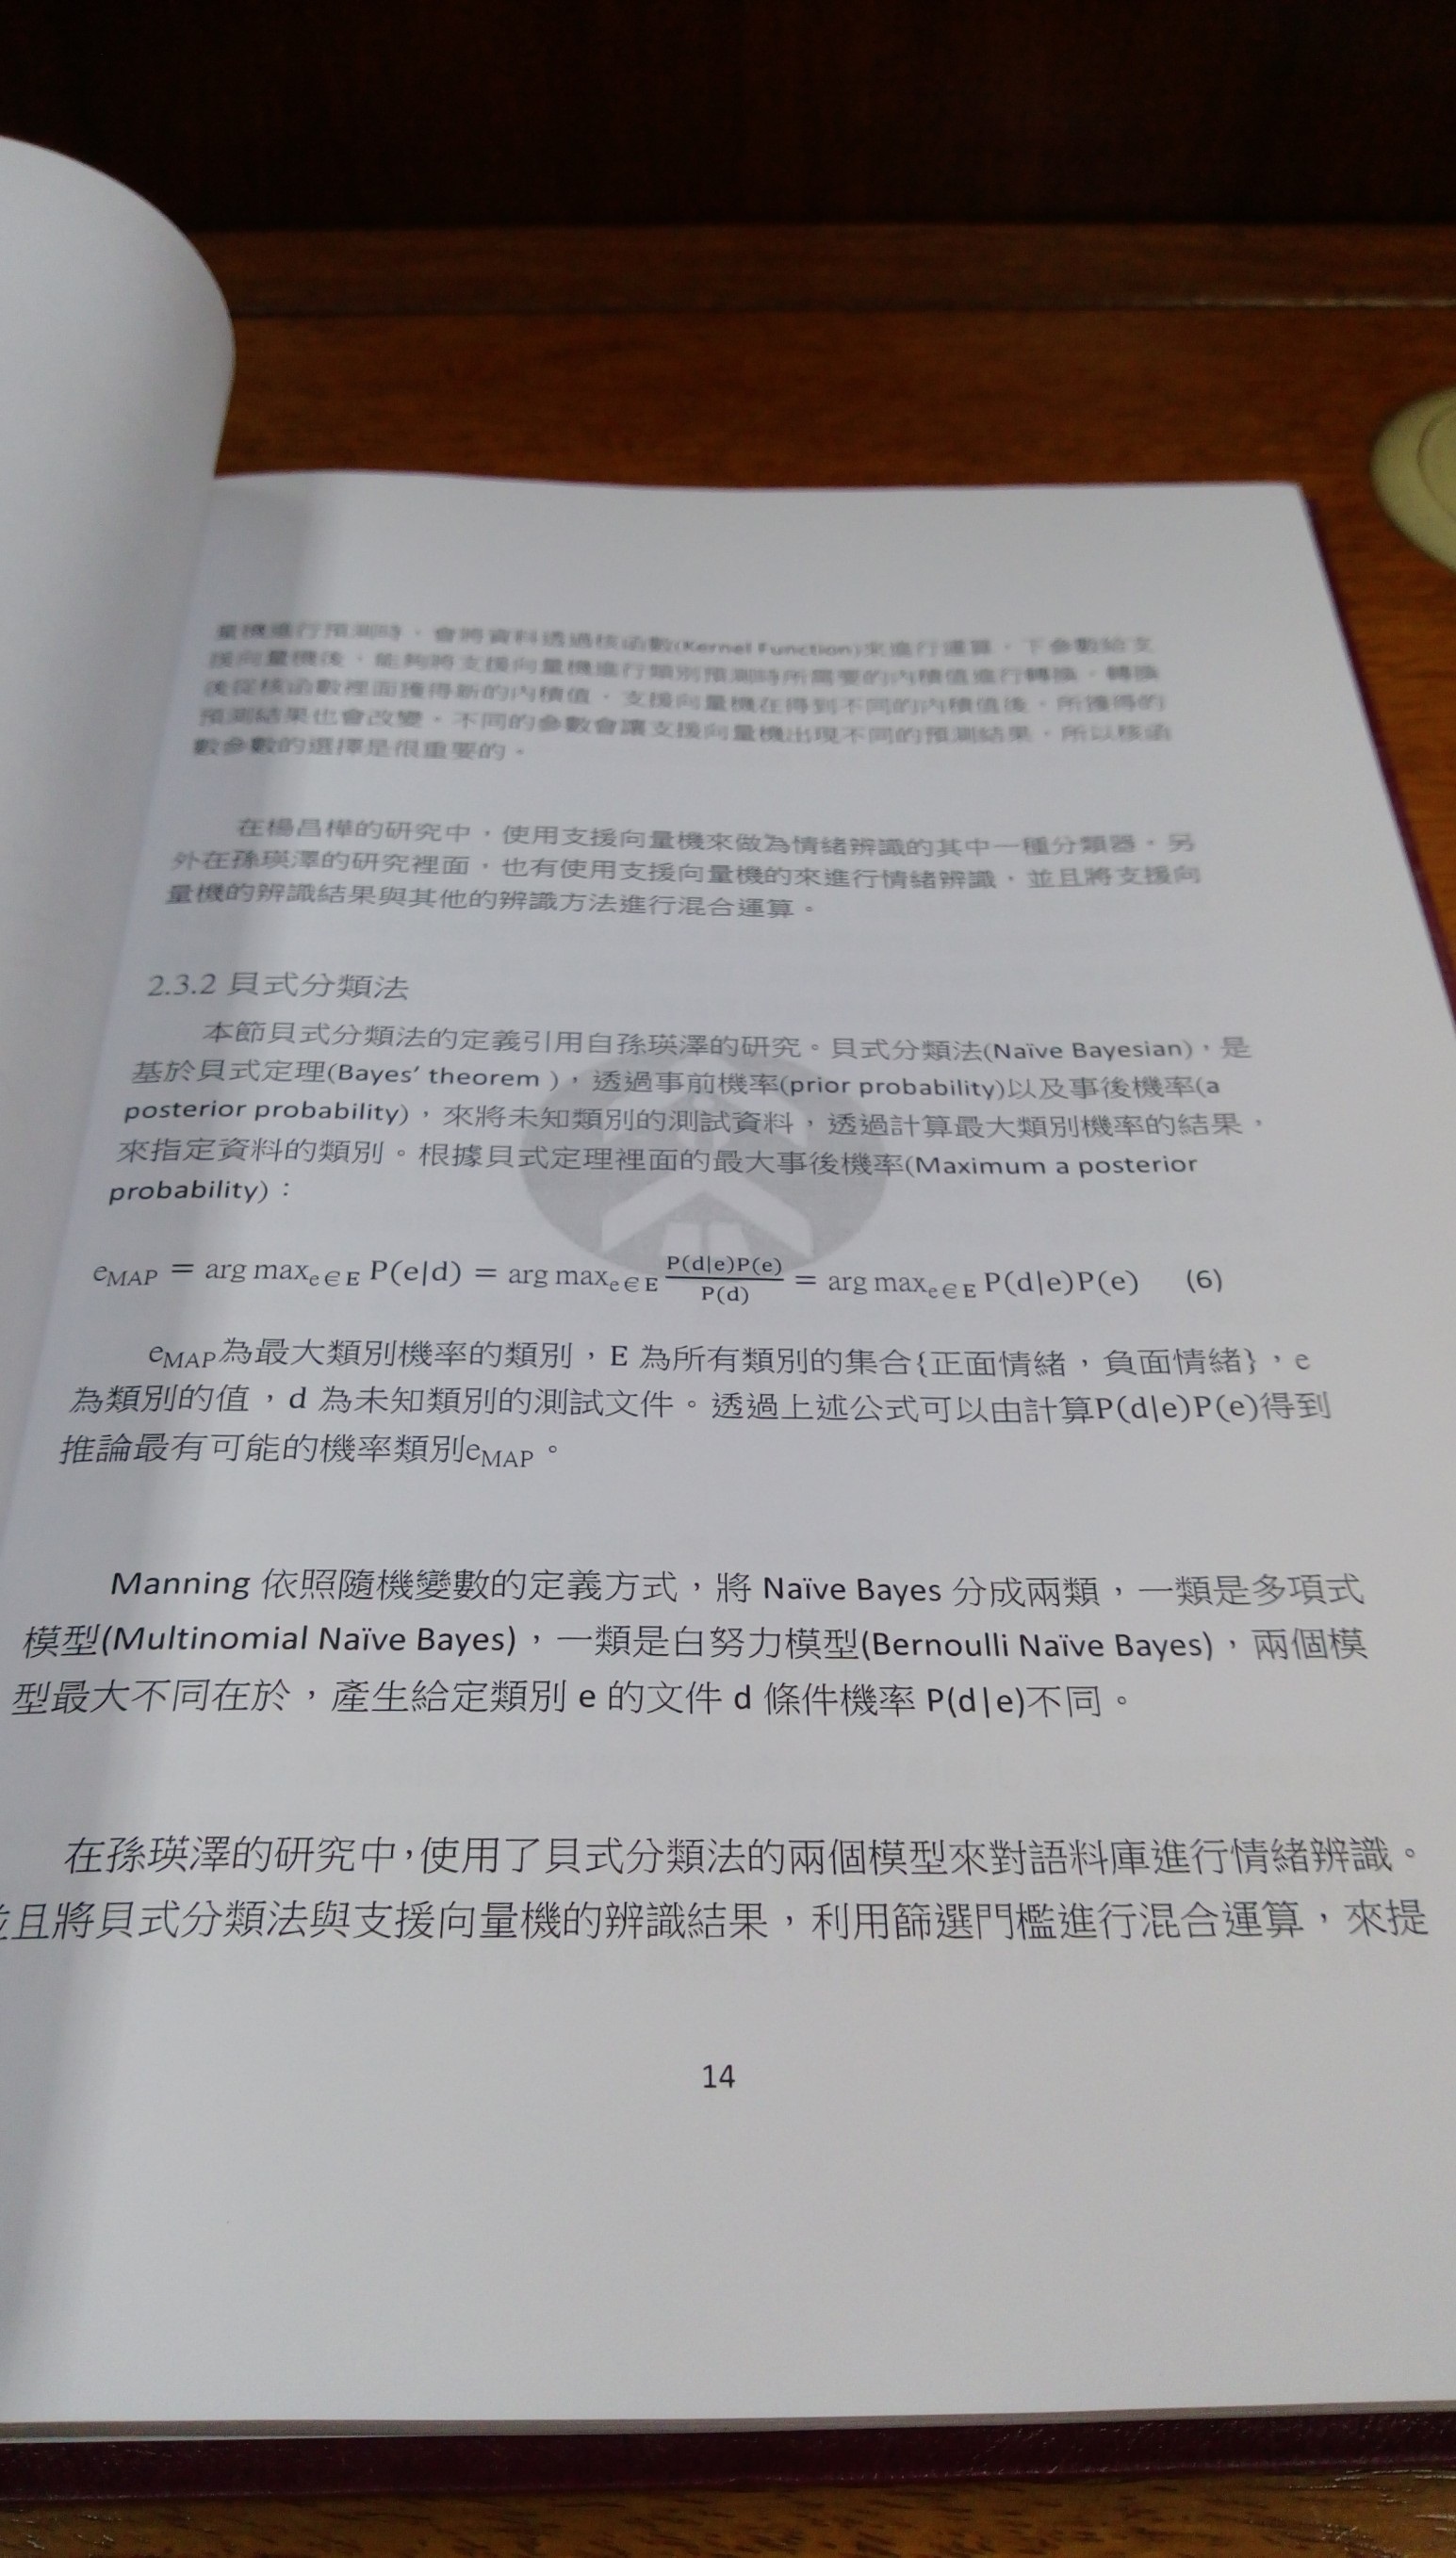 量機進行預測時，會將資料透過核函數(Kernel Function)來進行運算，下參數給支
援向量機後，能夠將支援向量機進行類別預測時所需要的內積值進行轉換，轉換
後從核函數裡面獲得新的內積值，支援向量機在得到不同的內積值後，所獲得的
預測結果也會改變，不同的參數會讓支援向量機出現不同的預測結果，所以核函
數參數的選擇是很重要的。
在楊昌樺的研究中，使用支援向量機來做為情緒辨識的其中一種分類器，另
外在孫瑛澤的研究裡面，也有使用支援向量機的來進行情緒辨識，並且將支援向
量機的辨識結果與其他的辨識方法進行混合運算。
2.3.2 貝式分類法
本節貝式分類法的定義引用自孫瑛澤的研究。貝式分類法(Naïve Bayesian)，是
基於貝式定理(Bayes’ theorem )，透過事前機率(prior probability)以及事後機率(a
posterior probability)，來將未知類別的測試資料，透過計算最大類別機率的結果，
來指定資料的類別。根據貝式定理裡面的最大事後機率(Maximum a posterior
probability)：
eMAP = arg maxe∈E P(e|d) = arg maxe∈E P(d|e)P(e)/P(d) = arg maxe∈E P(d|e)P(e) (6)
eMAP為最大類別機率的類別，E 為所有類別的集合{正面情緒，負面情緒}，e
為類別的值，d 為未知類別的測試文件。透過上述公式可以由計算P(d|e)P(e)得到
推論最有可能的機率類別eMAP。
Manning 依照隨機變數的定義方式，將 Naïve Bayes 分成兩類，一類是多項式
模型(Multinomial Naïve Bayes)，一類是白努力模型(Bernoulli Naïve Bayes)，兩個模
型最大不同在於，產生給定類別 e 的文件 d 條件機率 P(d|e)不同。
在孫瑛澤的研究中，使用了貝式分類法的兩個模型來對語料庫進行情緒辨識。
並且將貝式分類法與支援向量機的辨識結果，利用篩選門檻進行混合運算，來提
14